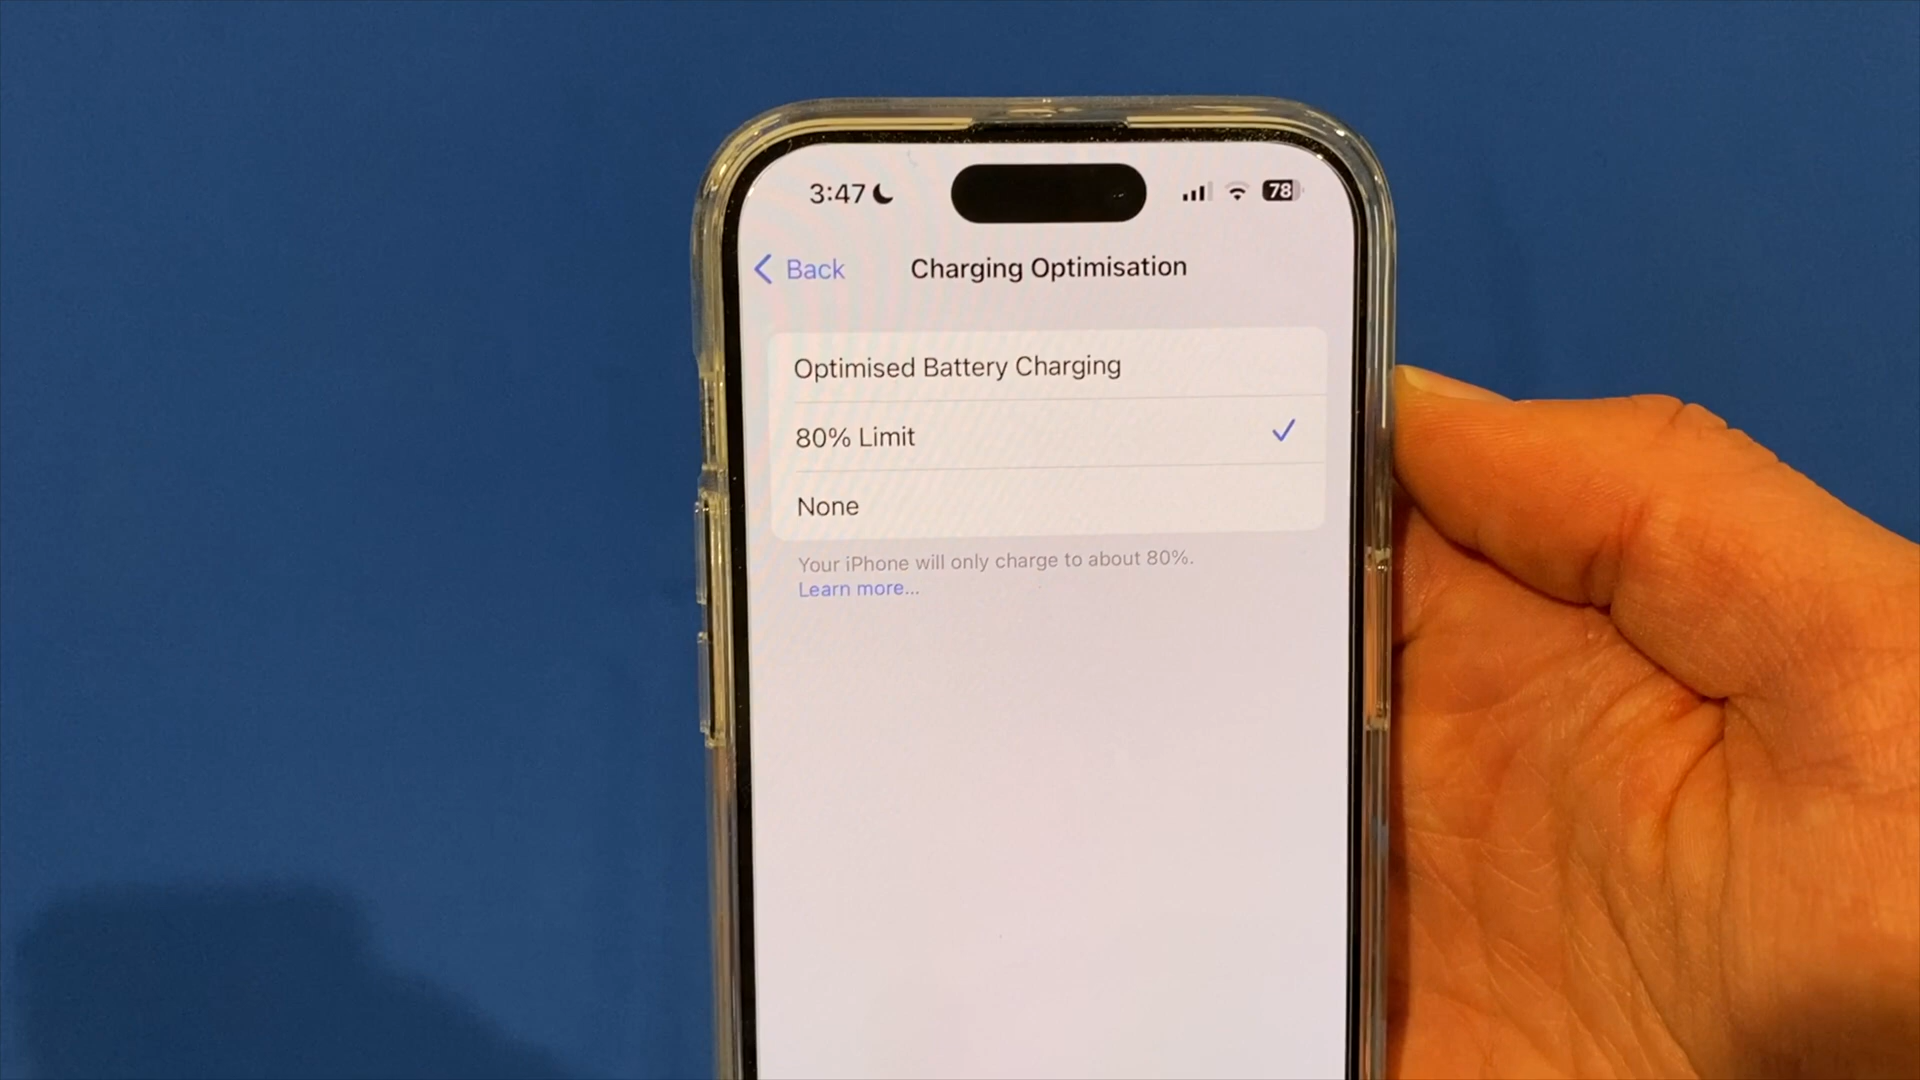 3:47
78
Back
Charging Optimisation
Optimised Battery Charging
80% Limit
None
Your iPhone will only charge to about 80%.
Learn more...